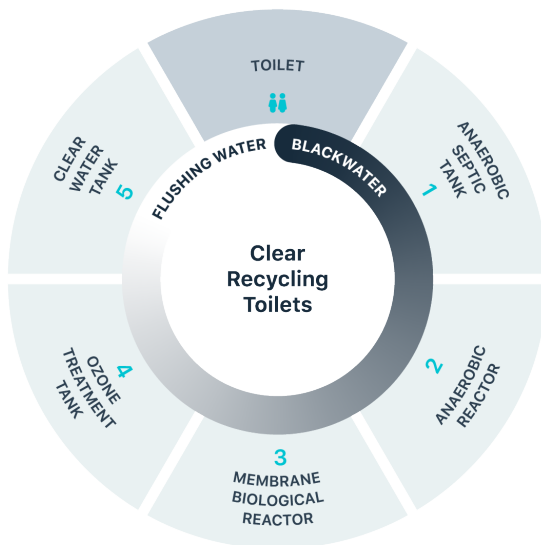 TOILET
FLUSHING WATER
BLACKWATER
1
ANAEROBIC
SEPTIC
TANK
2
ANAEROBIC
REACTOR
3
MEMBRANE
BIOLOGICAL
REACTOR
4
OZONE
TREATMENT
TANK
5
CLEAR
WATER
TANK
Clear
Recycling
Toilets